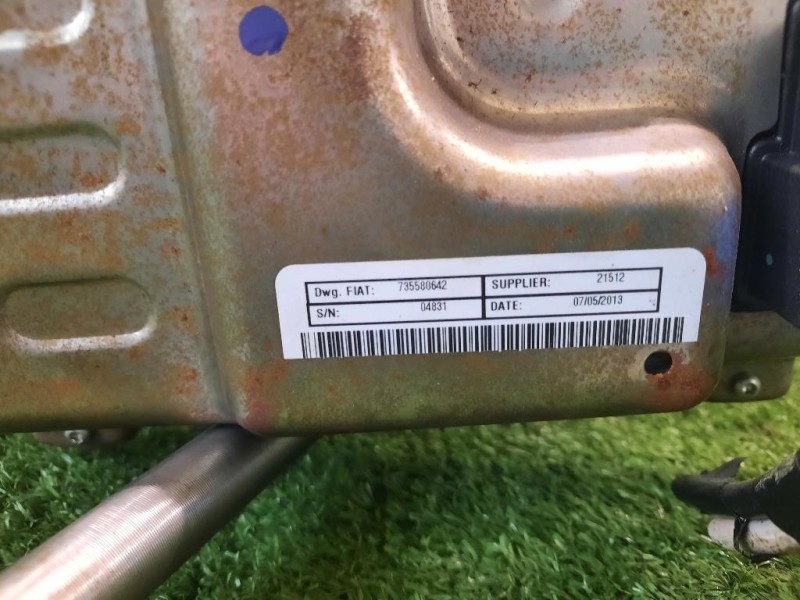 Dwg. FIAT: 735580642 SUPPLIER: 21512
S/N: 04831 DATE: 07/05/2013